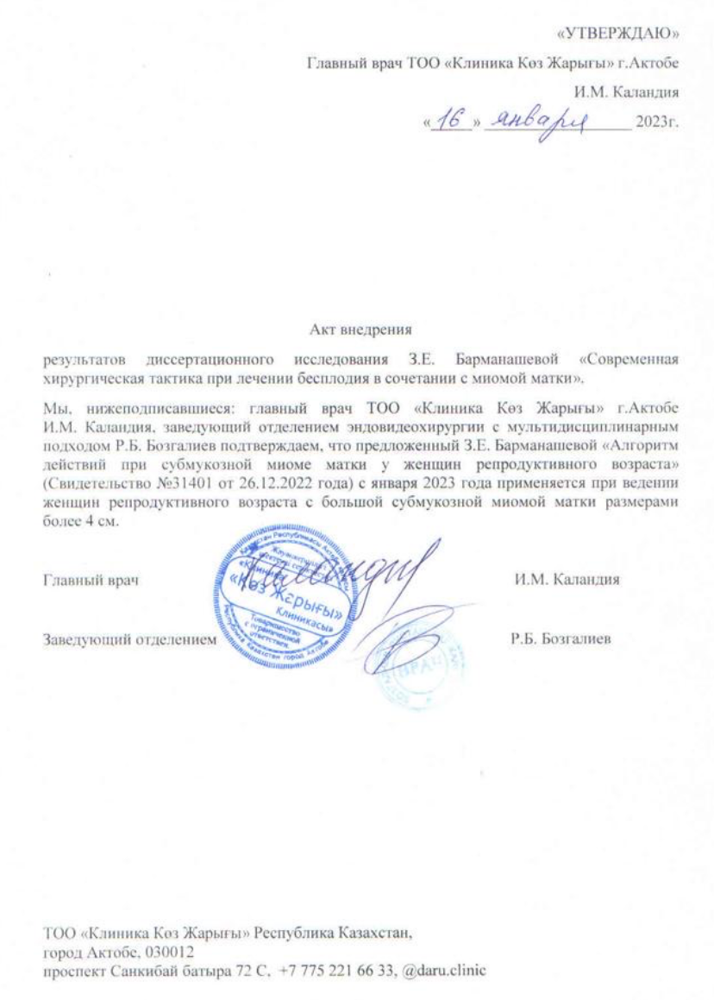 «УТВЕРЖДАЮ»
Главный врач ТОО «Клиника Көз Жарығы» г.Актобе
И.М. Каландия
«16» января 2023г.
Акт внедрения
результатов диссертационного исследования З.Е. Барманашевой «Современная
хирургическая тактика при лечении бесплодия в сочетании с миомой матки».
Мы, нижеподписавшиеся: главный врач ТОО «Клиника Көз Жарығы» г.Актобе
И.М. Каландия, заведующий отделением эндовидеохирургии с мультидисциплинарным
подходом Р.Б. Бозгалиев подтверждаем, что предложенный З.Е. Барманашевой «Алгоритм
действий при субмукозной миоме матки у женщин репродуктивного возраста»
(Свидетельство №31401 от 26.12.2022 года) с января 2023 года применяется при ведении
женщин репродуктивного возраста с большой субмукозной миомой матки размерами
более 4 см.
Главный врач И.М. Каландия
«Көз Жарығы»
Клиникасы»
Товарищество
с ограниченной
Заведующий отделением Р.Б. Бозгалиев
ВРАЧ
ТОО «Клиника Көз Жарығы» Республика Казахстан,
город Актобе, 030012
проспект Санкибай батыра 72 С, +7 775 221 66 33, @daru.clinic